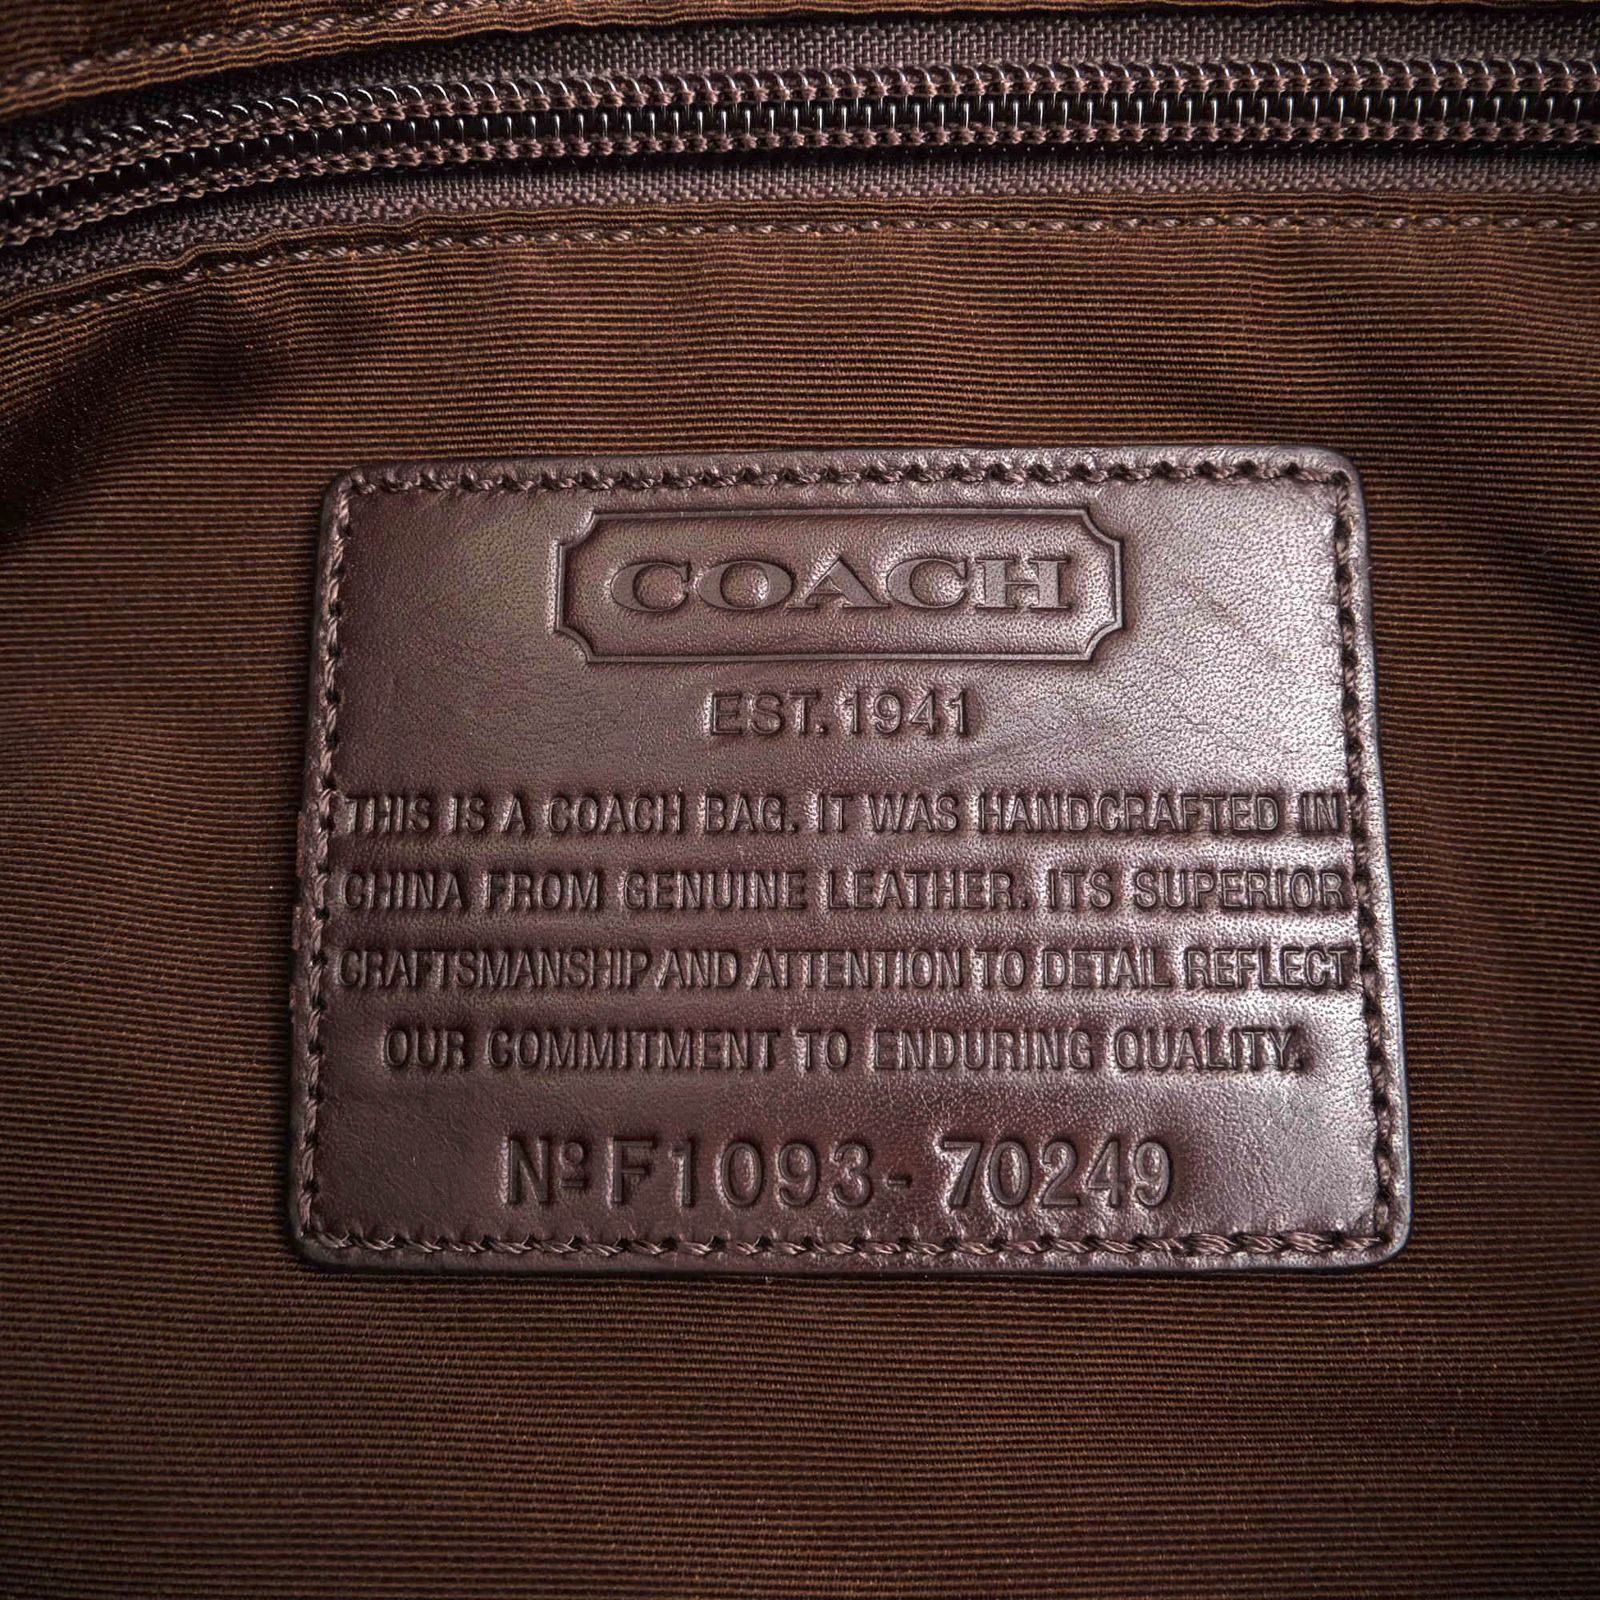 COACH
EST. 1941
THIS IS A COACH BAG. IT WAS HANDCRAFTED IN
CHINA FROM GENUINE LEATHER. ITS SUPERIOR
CRAFTSMANSHIP AND ATTENTION TO DETAIL REFLECT
OUR COMMITMENT TO ENDURING QUALITY.
Nº F1093-70249